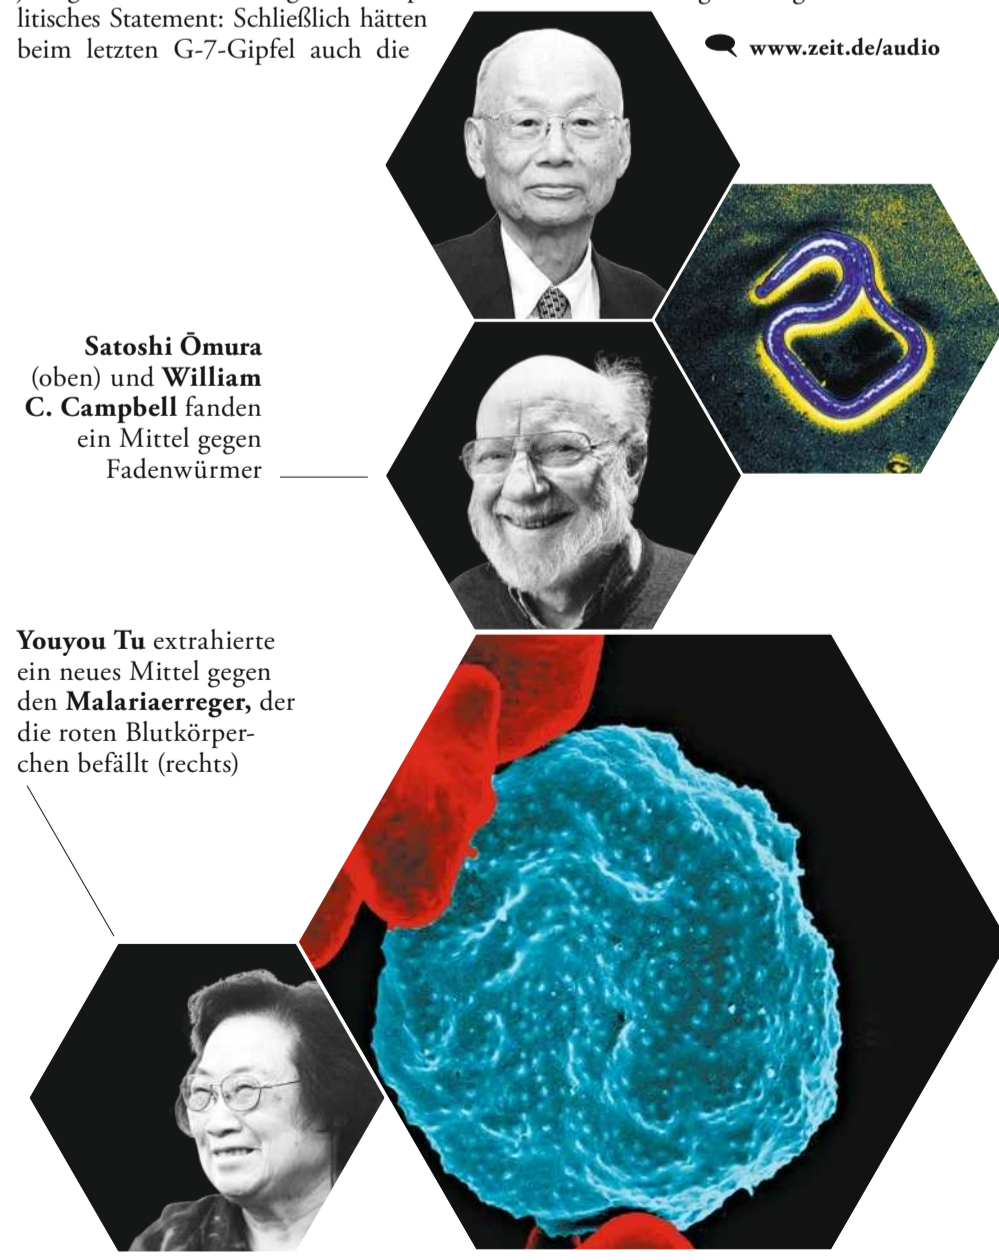 litisches Statement: Schließlich hätten
beim letzten G-7-Gipfel auch die
www.zeit.de/audio
Satoshi Ōmura
(oben) und William
C. Campbell fanden
ein Mittel gegen
Fadenwürmer
Youyou Tu extrahierte
ein neues Mittel gegen
den Malariaerreger, der
die roten Blutkörper-
chen befällt (rechts)